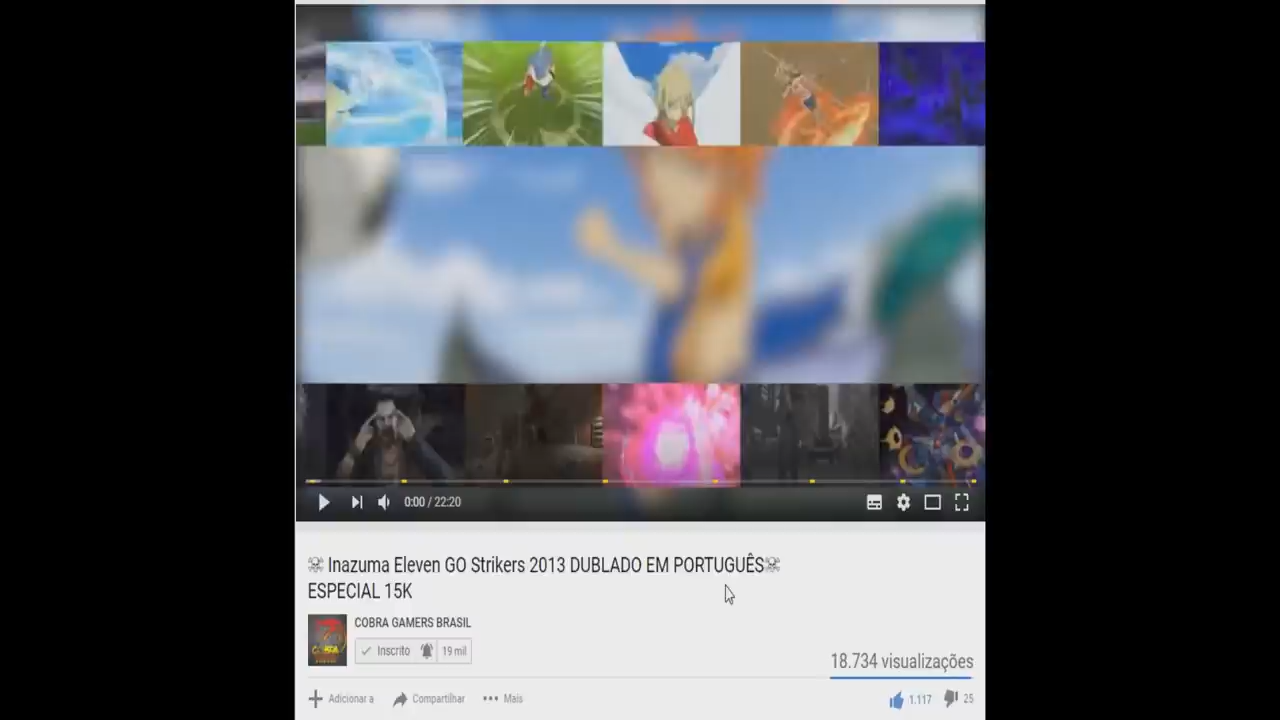 0:00 / 22:20
☠ Inazuma Eleven GO Strikers 2013 DUBLADO EM PORTUGUÊS☠
ESPECIAL 15K
COBRA GAMERS BRASIL
Inscrito 19 mil
18.734 visualizações
Adicionar a Compartilhar Mais 1.117 25